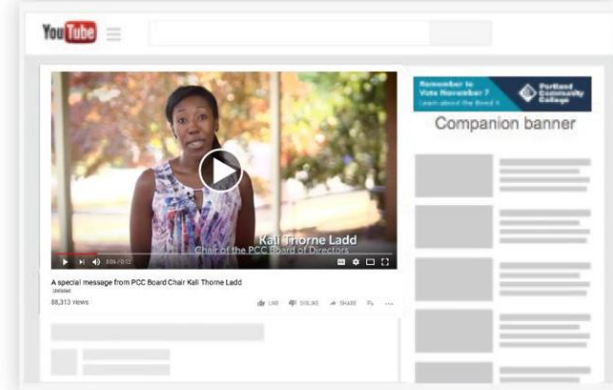 YouTube
Remember to
Vote November 7
Learn about the Bond
Portland
Community
College
Companion banner
Kali Thorne Ladd
Chair of the PCC Board of Directors
A special message from PCC Board Chair Kali Thorne Ladd
Unlisted
88,313 views
LIKE
DISLIKE
SHARE